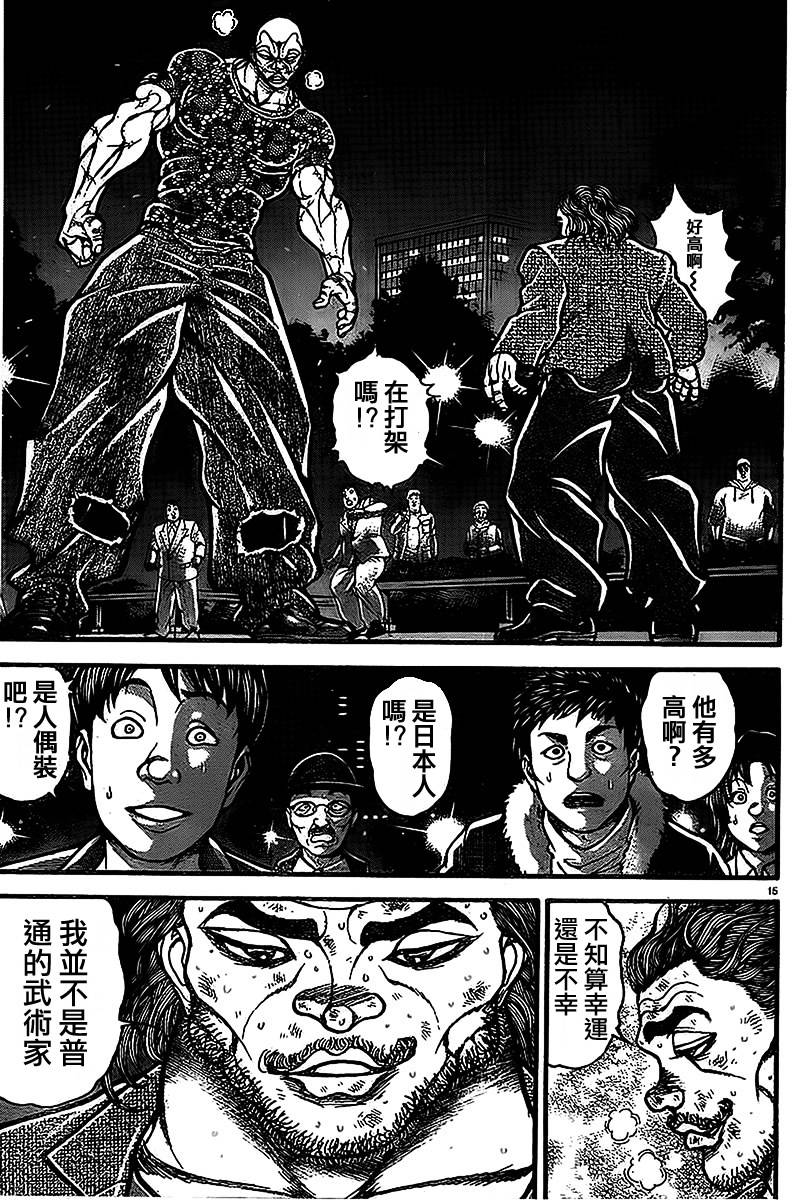 好高啊~
在打架
嗎!?
他有多
高啊?
是日本人
嗎!?
是人偶裝
吧!?
15
不知算幸運
還是不幸
我並不是普
通的武術家